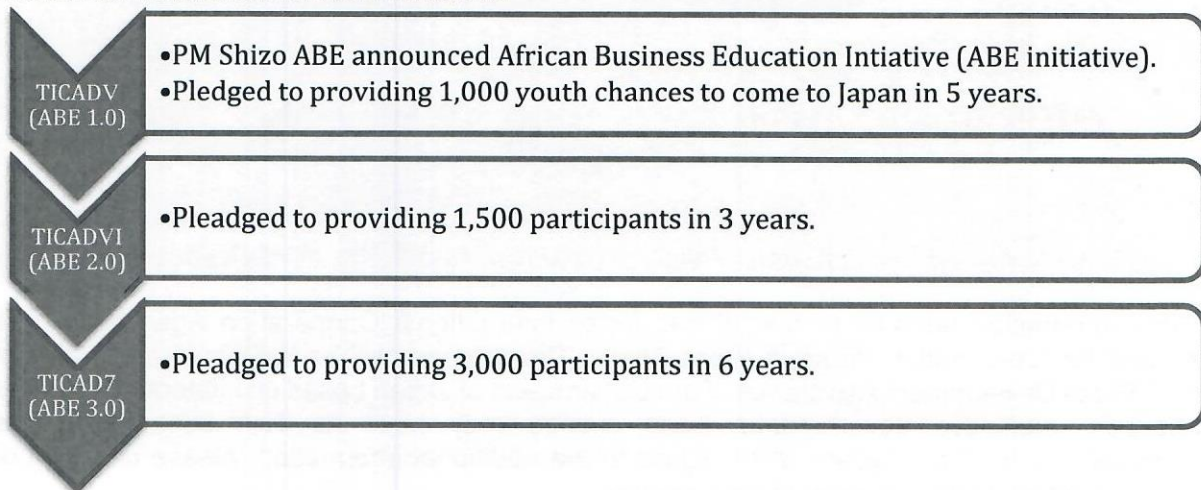 TICADV
(ABE 1.0)
•PM Shizo ABE announced African Business Education Intiative (ABE initiative).
•Pledged to providing 1,000 youth chances to come to Japan in 5 years.
TICADVI
(ABE 2.0)
•Pleadged to providing 1,500 participants in 3 years.
TICAD7
(ABE 3.0)
•Pleadged to providing 3,000 participants in 6 years.